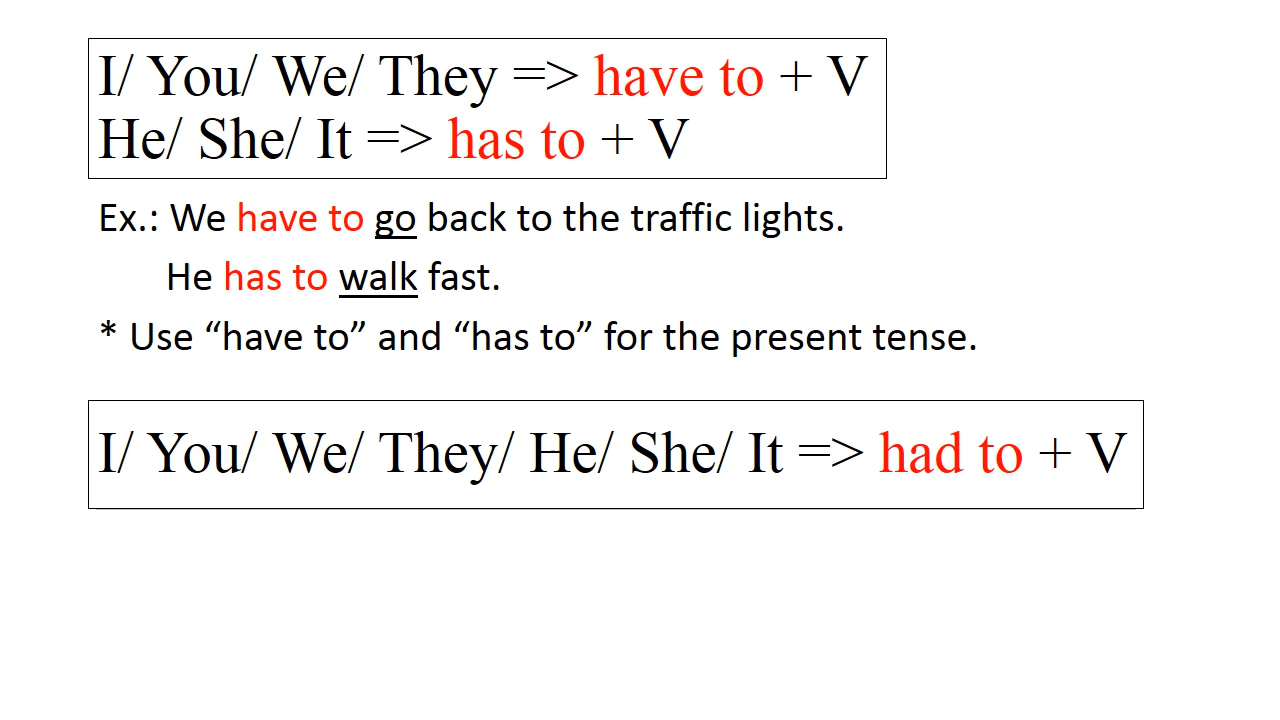 I/ You/ We/ They => have to + V
He/ She/ It => has to + V
Ex.: We have to go back to the traffic lights.
He has to walk fast.
* Use “have to” and “has to” for the present tense.
I/ You/ We/ They/ He/ She/ It => had to + V